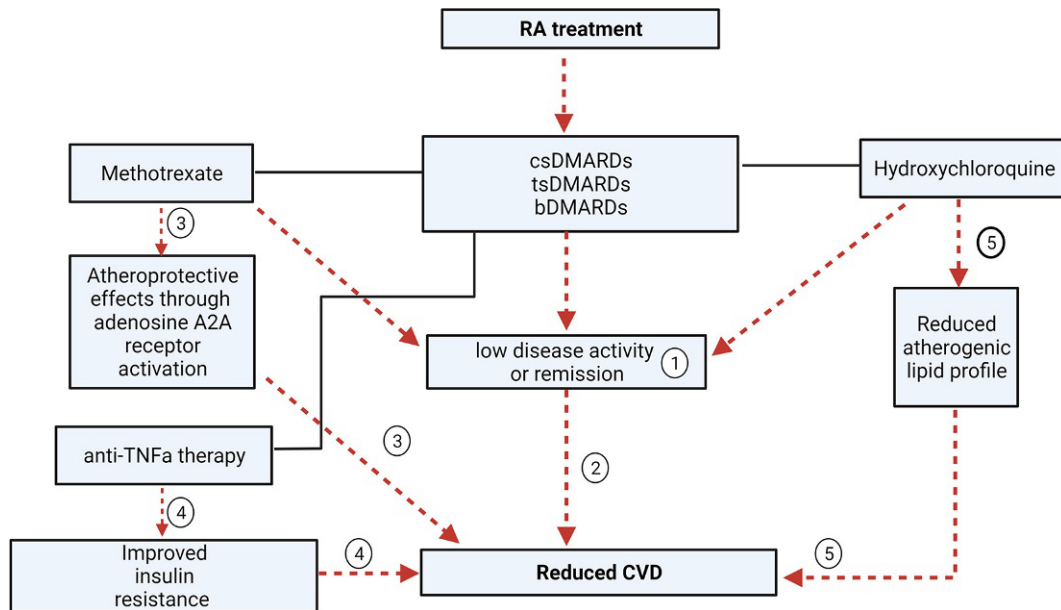 RA treatment
csDMARDs
tsDMARDs
bDMARDs
Methotrexate
Hydroxychloroquine
3
5
Atheroprotective
effects through
adenosine A2A
receptor
activation
low disease activity
or remission
1
Reduced
atherogenic
lipid profile
3
2
anti-TNFa therapy
4
Improved
insulin
resistance
4
Reduced CVD
5